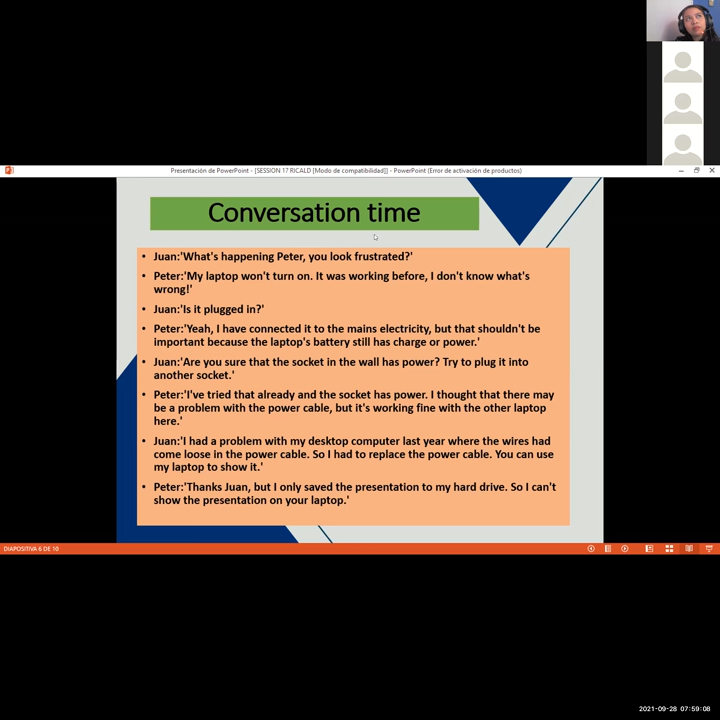 Presentación de PowerPoint - [SESSION 17 RICALD [Modo de compatibilidad]] - PowerPoint (Error de activación de productos)
Conversation time
• Juan:'What's happening Peter, you look frustrated?'
• Peter:'My laptop won't turn on. It was working before, I don't know what's
wrong!'
• Juan:'Is it plugged in?'
• Peter:'Yeah, I have connected it to the mains electricity, but that shouldn't be
important because the laptop's battery still has charge or power.'
• Juan:'Are you sure that the socket in the wall has power? Try to plug it into
another socket.'
• Peter:'I've tried that already and the socket has power. I thought that there may
be a problem with the power cable, but it's working fine with the other laptop
here.'
• Juan:'I had a problem with my desktop computer last year where the wires had
come loose in the power cable. So I had to replace the power cable. You can use
my laptop to show it.'
• Peter:'Thanks Juan, but I only saved the presentation to my hard drive. So I can't
show the presentation on your laptop.'
DIAPOSITIVA 6 DE 10
2021-09-28 07:59:08